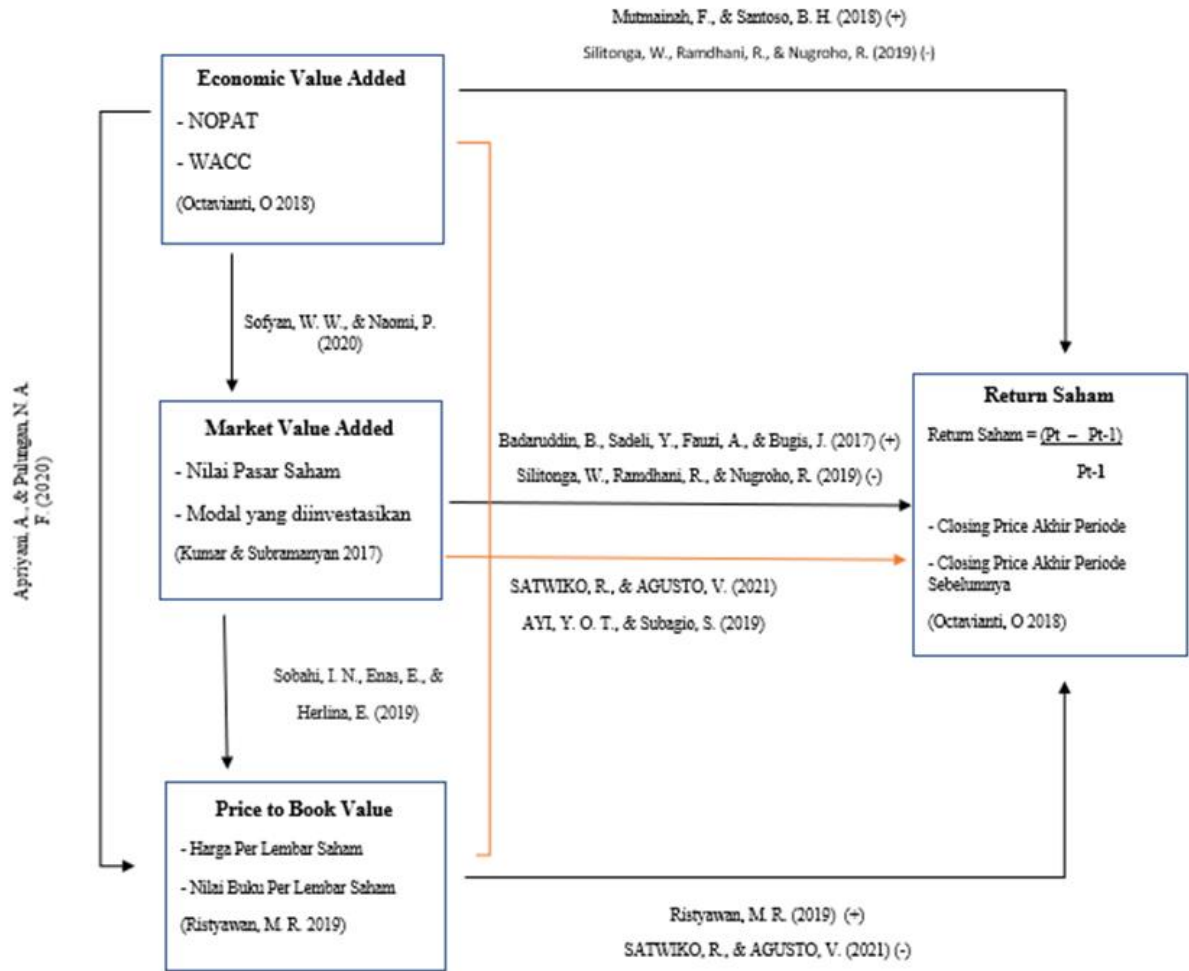 Mutmainah, F., & Santoso, B. H. (2018) (+)
Silitonga, W., Ramdhani, R., & Nugroho, R. (2019) (-)
Economic Value Added
- NOPAT
- WACC
(Octavianti, O 2018)
Sofyan, W. W., & Naomi, P.
(2020)
Apriyani, A., & Pulungan, N. A.
F. (2020)
Market Value Added
- Nilai Pasar Saham
- Modal yang diinvestasikan
(Kumar & Subramanyan 2017)
Badaruddin, B., Sadeli, Y., Fauzi, A., & Bugis, J. (2017) (+)
Silitonga, W., Ramdhani, R., & Nugroho, R. (2019) (-)
SATWIKO, R., & AGUSTO, V. (2021)
AYI, Y. O. T., & Subagio, S. (2019)
Return Saham
Return Saham = (Pt – Pt-1)
Pt-1
- Closing Price Akhir Periode
- Closing Price Akhir Periode
Sebelumnya
(Octavianti, O 2018)
Sobahi, I. N., Enas, E., &
Herlina, E. (2019)
Price to Book Value
- Harga Per Lembar Saham
- Nilai Buku Per Lembar Saham
(Ristyawan, M. R. 2019)
Ristyawan, M. R. (2019) (+)
SATWIKO, R., & AGUSTO, V. (2021) (-)